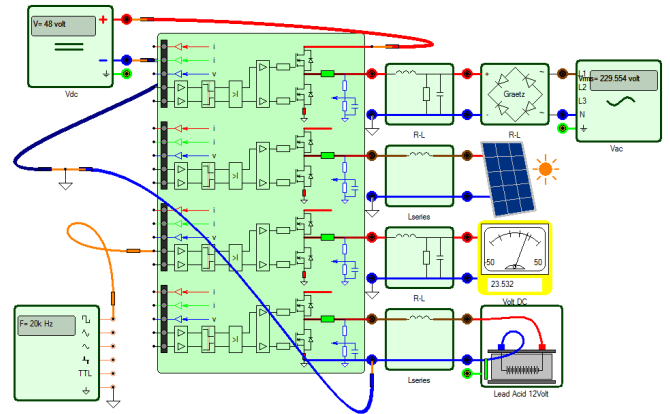 V= 48 volt
+
−
Vdc
i
i
v
i
i
v
i
i
v
i
i
v
R-L
+
-
~
~
Graetz
R-L
L1
Vrms= 229.554 volt
L2
L3
N
Vac
Lseries
-50
50
23.532
Volt DC
R-L
F= 20k Hz
TTL
Lseries
Lead Acid 12Volt